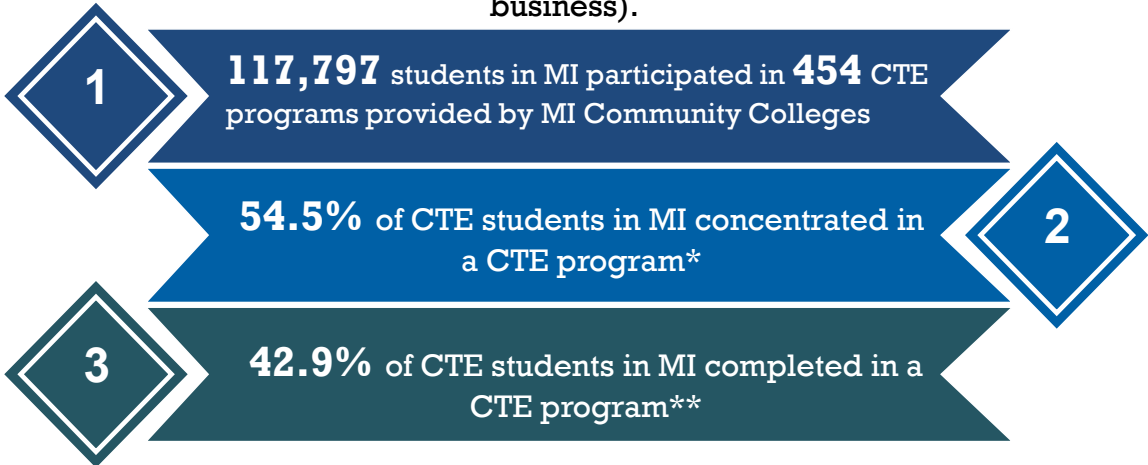 business).
1
117,797 students in MI participated in 454 CTE
programs provided by MI Community Colleges
54.5% of CTE students in MI concentrated in
a CTE program*
2
3
42.9% of CTE students in MI completed in a
CTE program**